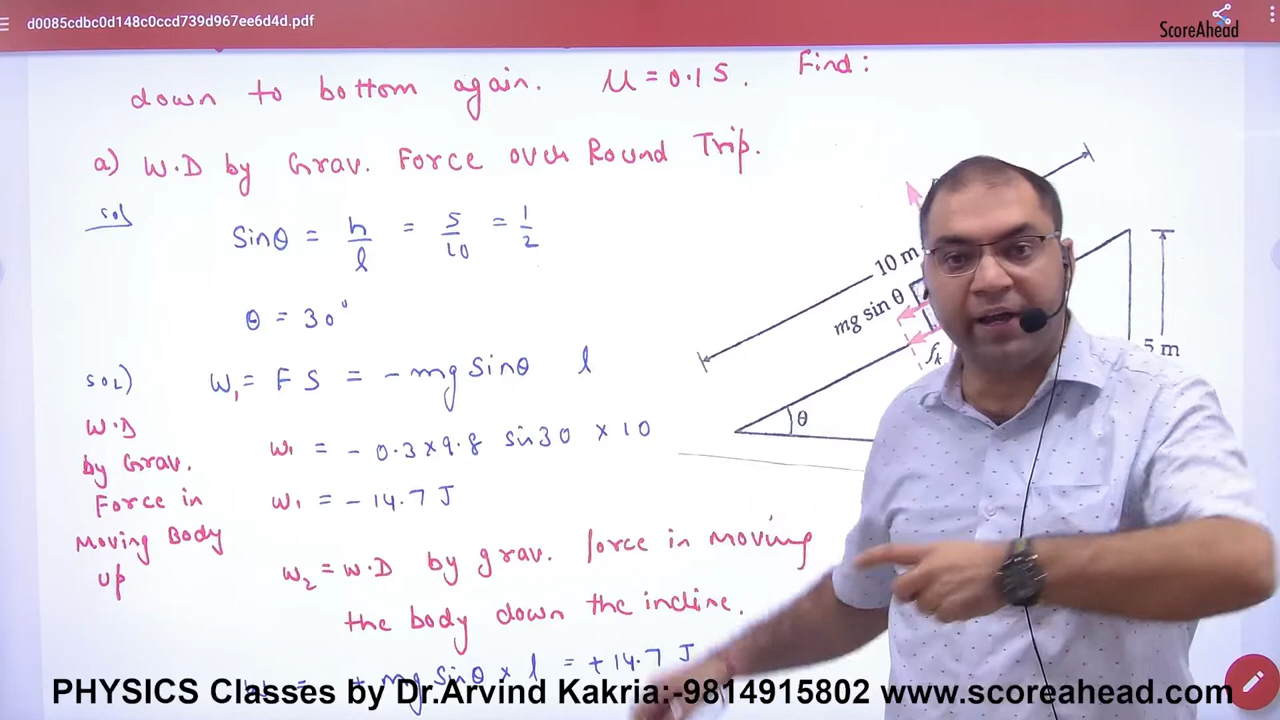 d0085cdbc0d148c0ccd739d967ee6d4d.pdf
ScoreAhead
down to bottom again. μ = 0.15. Find:
a) W.D by Grav. Force over Round Trip.
Sol
Sinθ = h/l = 5/10 = 1/2
θ = 30°
10 m
mg sin θ
fk
5 m
θ
Sol)
W1 = F S = - mg Sinθ l
W.D
by Grav.
Force in
Moving Body
up
W1 = - 0.3 × 9.8 sin30 × 10
W1 = - 14.7 J
W2 = W.D by grav. force in moving
the body down the incline.
+ mg Sinθ × l = + 14.7 J
PHYSICS Classes by Dr.Arvind Kakria:-9814915802 www.scoreahead.com